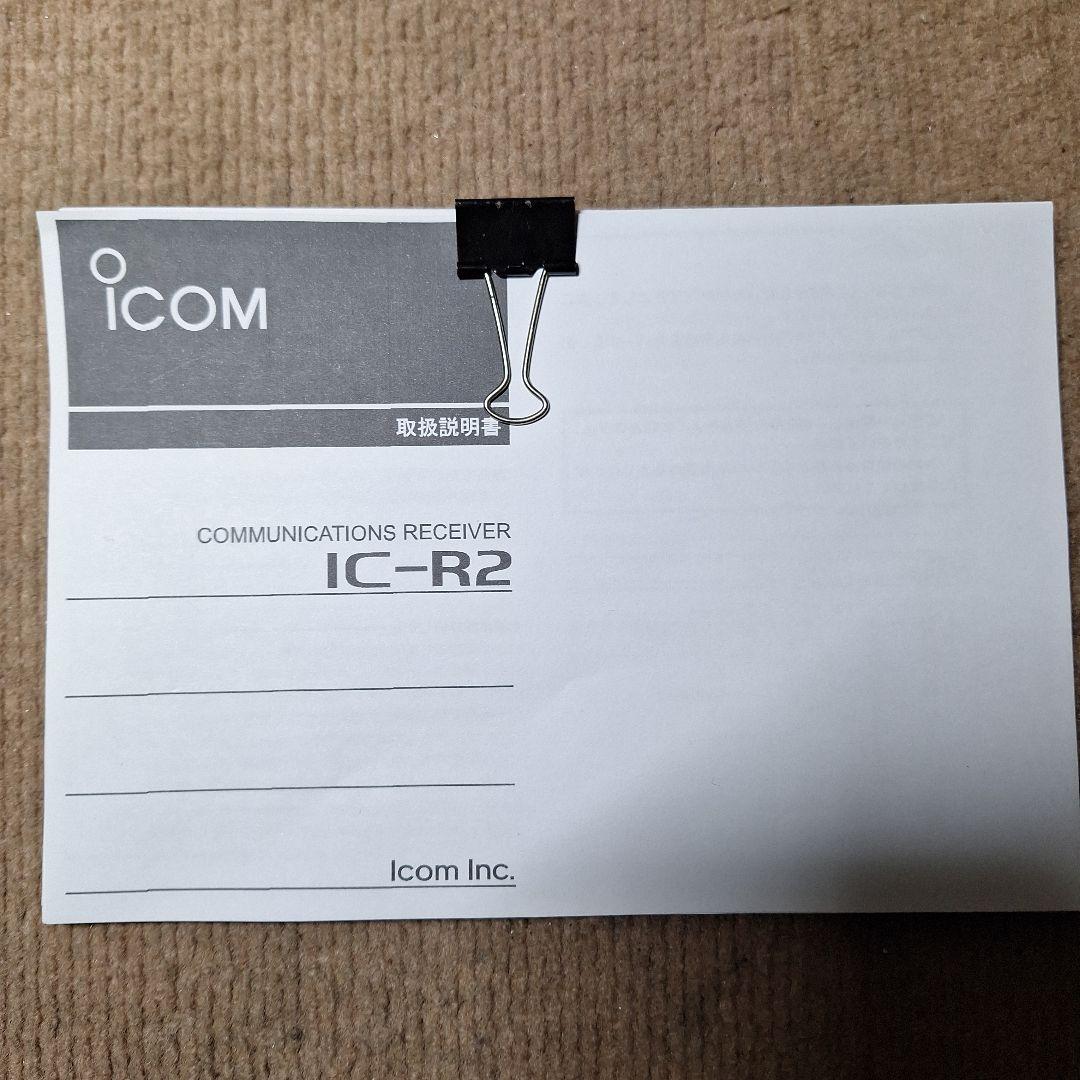 ICOM
取扱説明書
COMMUNICATIONS RECEIVER
IC-R2
Icom Inc.